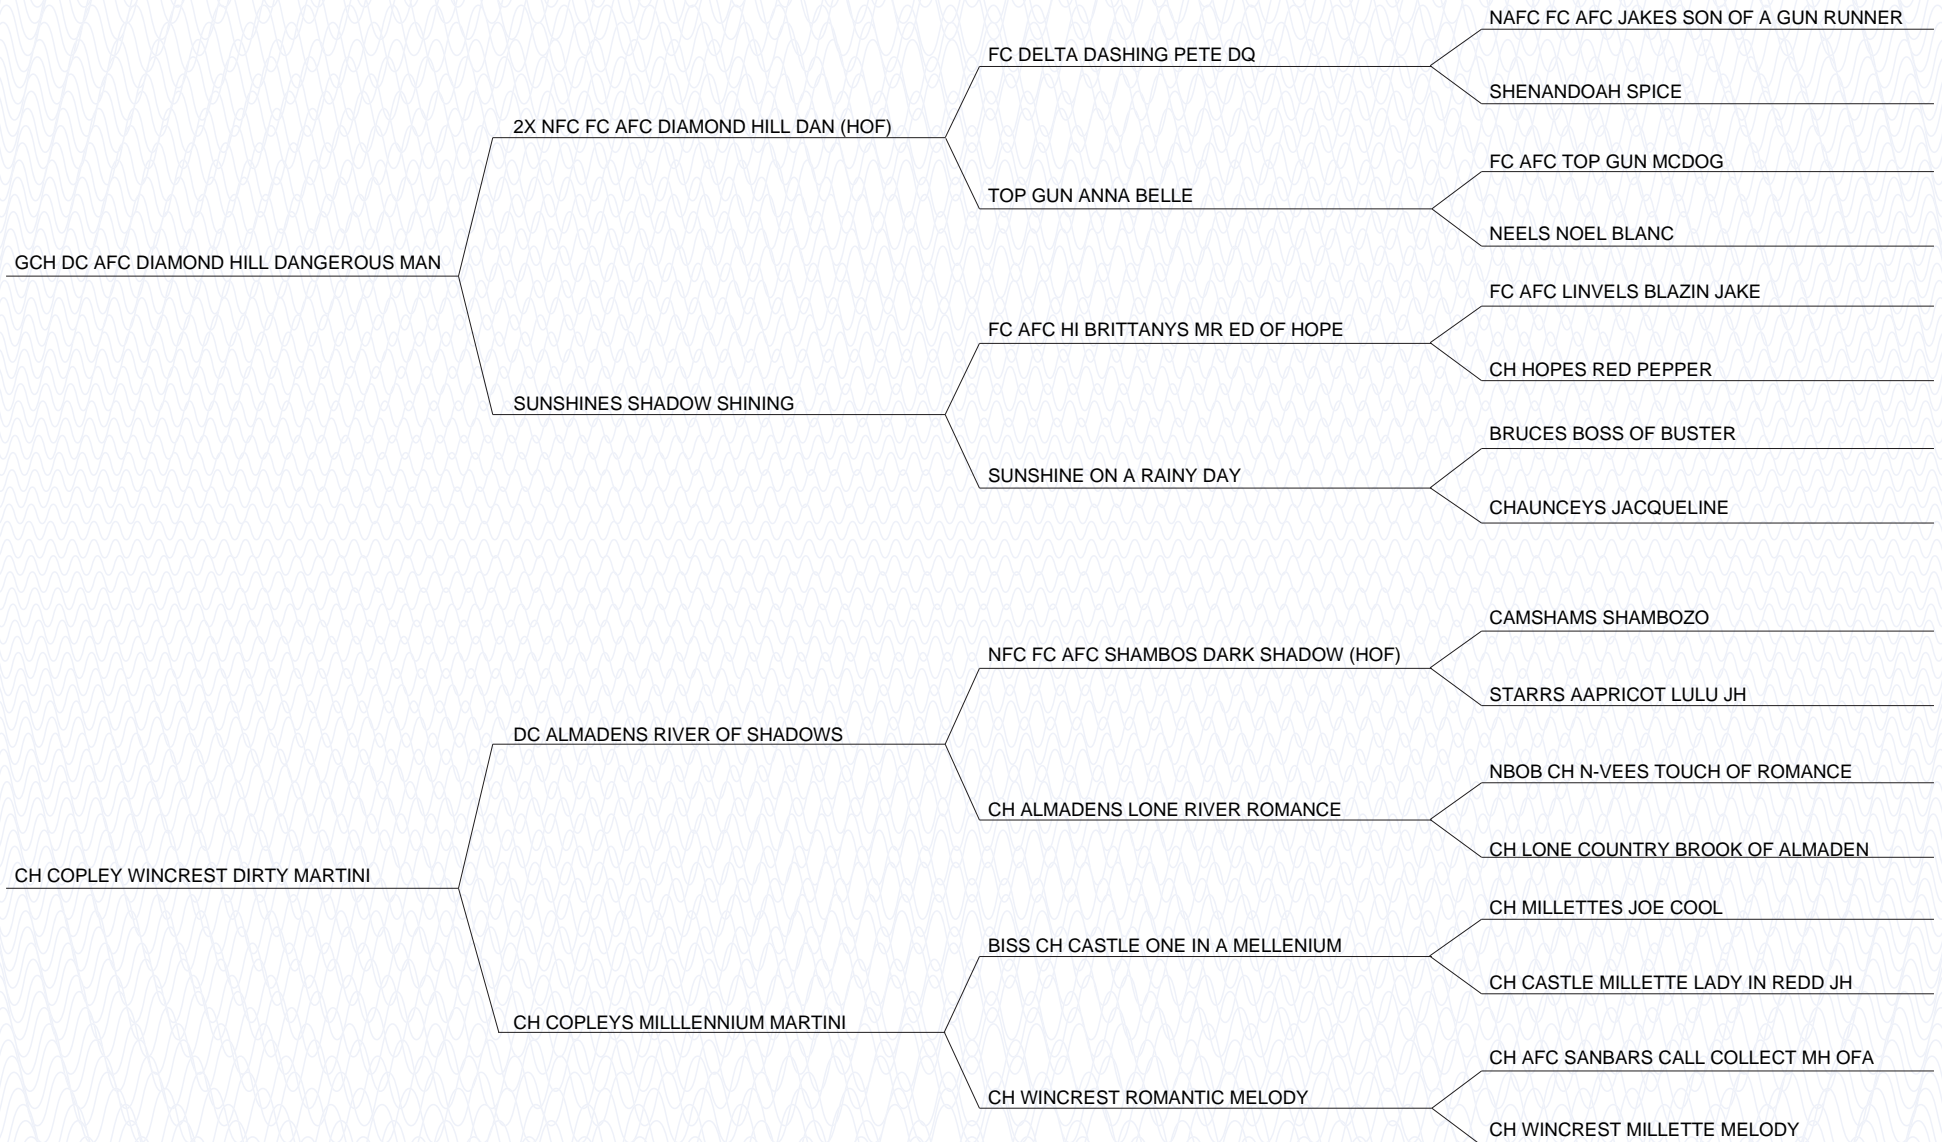 NAFC FC AFC JAKES SON OF A GUN RUNNER
FC DELTA DASHING PETE DQ
SHENANDOAH SPICE
2X NFC FC AFC DIAMOND HILL DAN (HOF)
FC AFC TOP GUN MCDOG
TOP GUN ANNA BELLE
NEELS NOEL BLANC
GCH DC AFC DIAMOND HILL DANGEROUS MAN
FC AFC LINVELS BLAZIN JAKE
FC AFC HI BRITTANYS MR ED OF HOPE
CH HOPES RED PEPPER
SUNSHINES SHADOW SHINING
BRUCES BOSS OF BUSTER
SUNSHINE ON A RAINY DAY
CHAUNCEYS JACQUELINE
CAMSHAMS SHAMBOZO
NFC FC AFC SHAMBOS DARK SHADOW (HOF)
STARRS AAPRICOT LULU JH
DC ALMADENS RIVER OF SHADOWS
NBOB CH N-VEES TOUCH OF ROMANCE
CH ALMADENS LONE RIVER ROMANCE
CH LONE COUNTRY BROOK OF ALMADEN
CH COPLEY WINCREST DIRTY MARTINI
CH MILLETTES JOE COOL
BISS CH CASTLE ONE IN A MELLENIUM
CH CASTLE MILLETTE LADY IN REDD JH
CH COPLEYS MILLLENNIUM MARTINI
CH AFC SANBARS CALL COLLECT MH OFA
CH WINCREST ROMANTIC MELODY
CH WINCREST MILLETTE MELODY